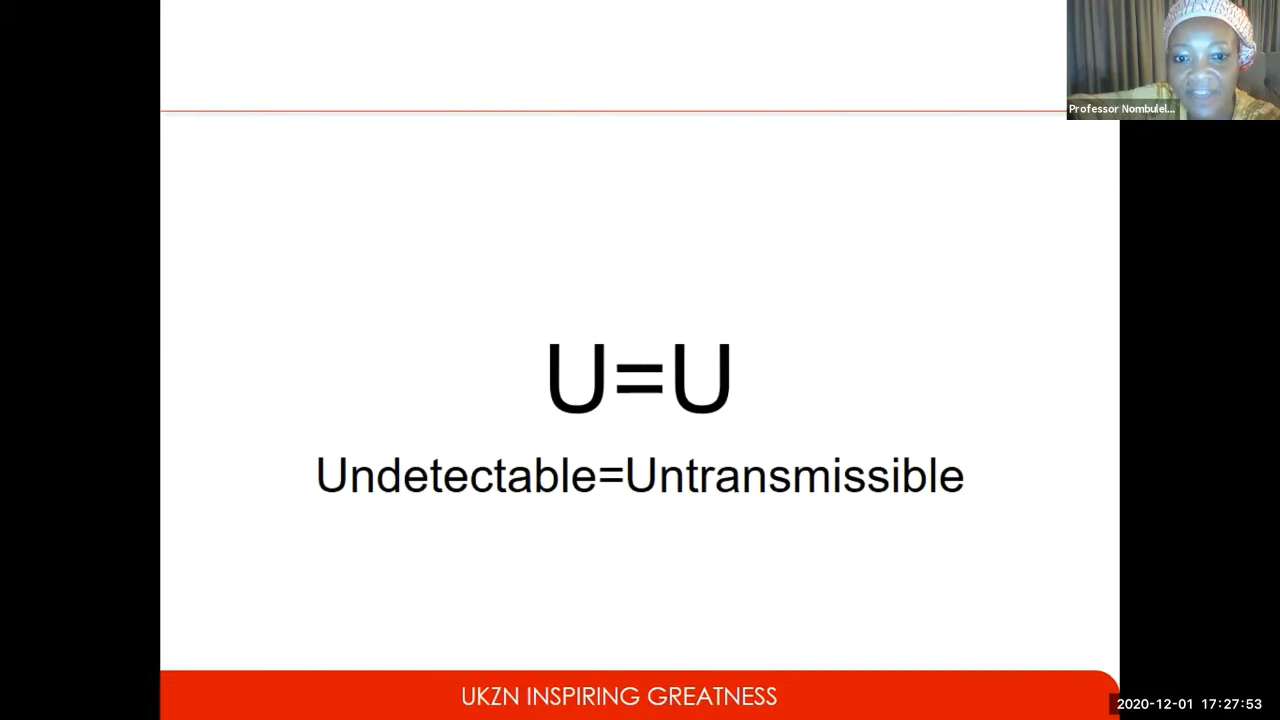 Professor Nombulel...
U=U
Undetectable=Untransmissible
UKZN INSPIRING GREATNESS
2020-12-01 17:27:53